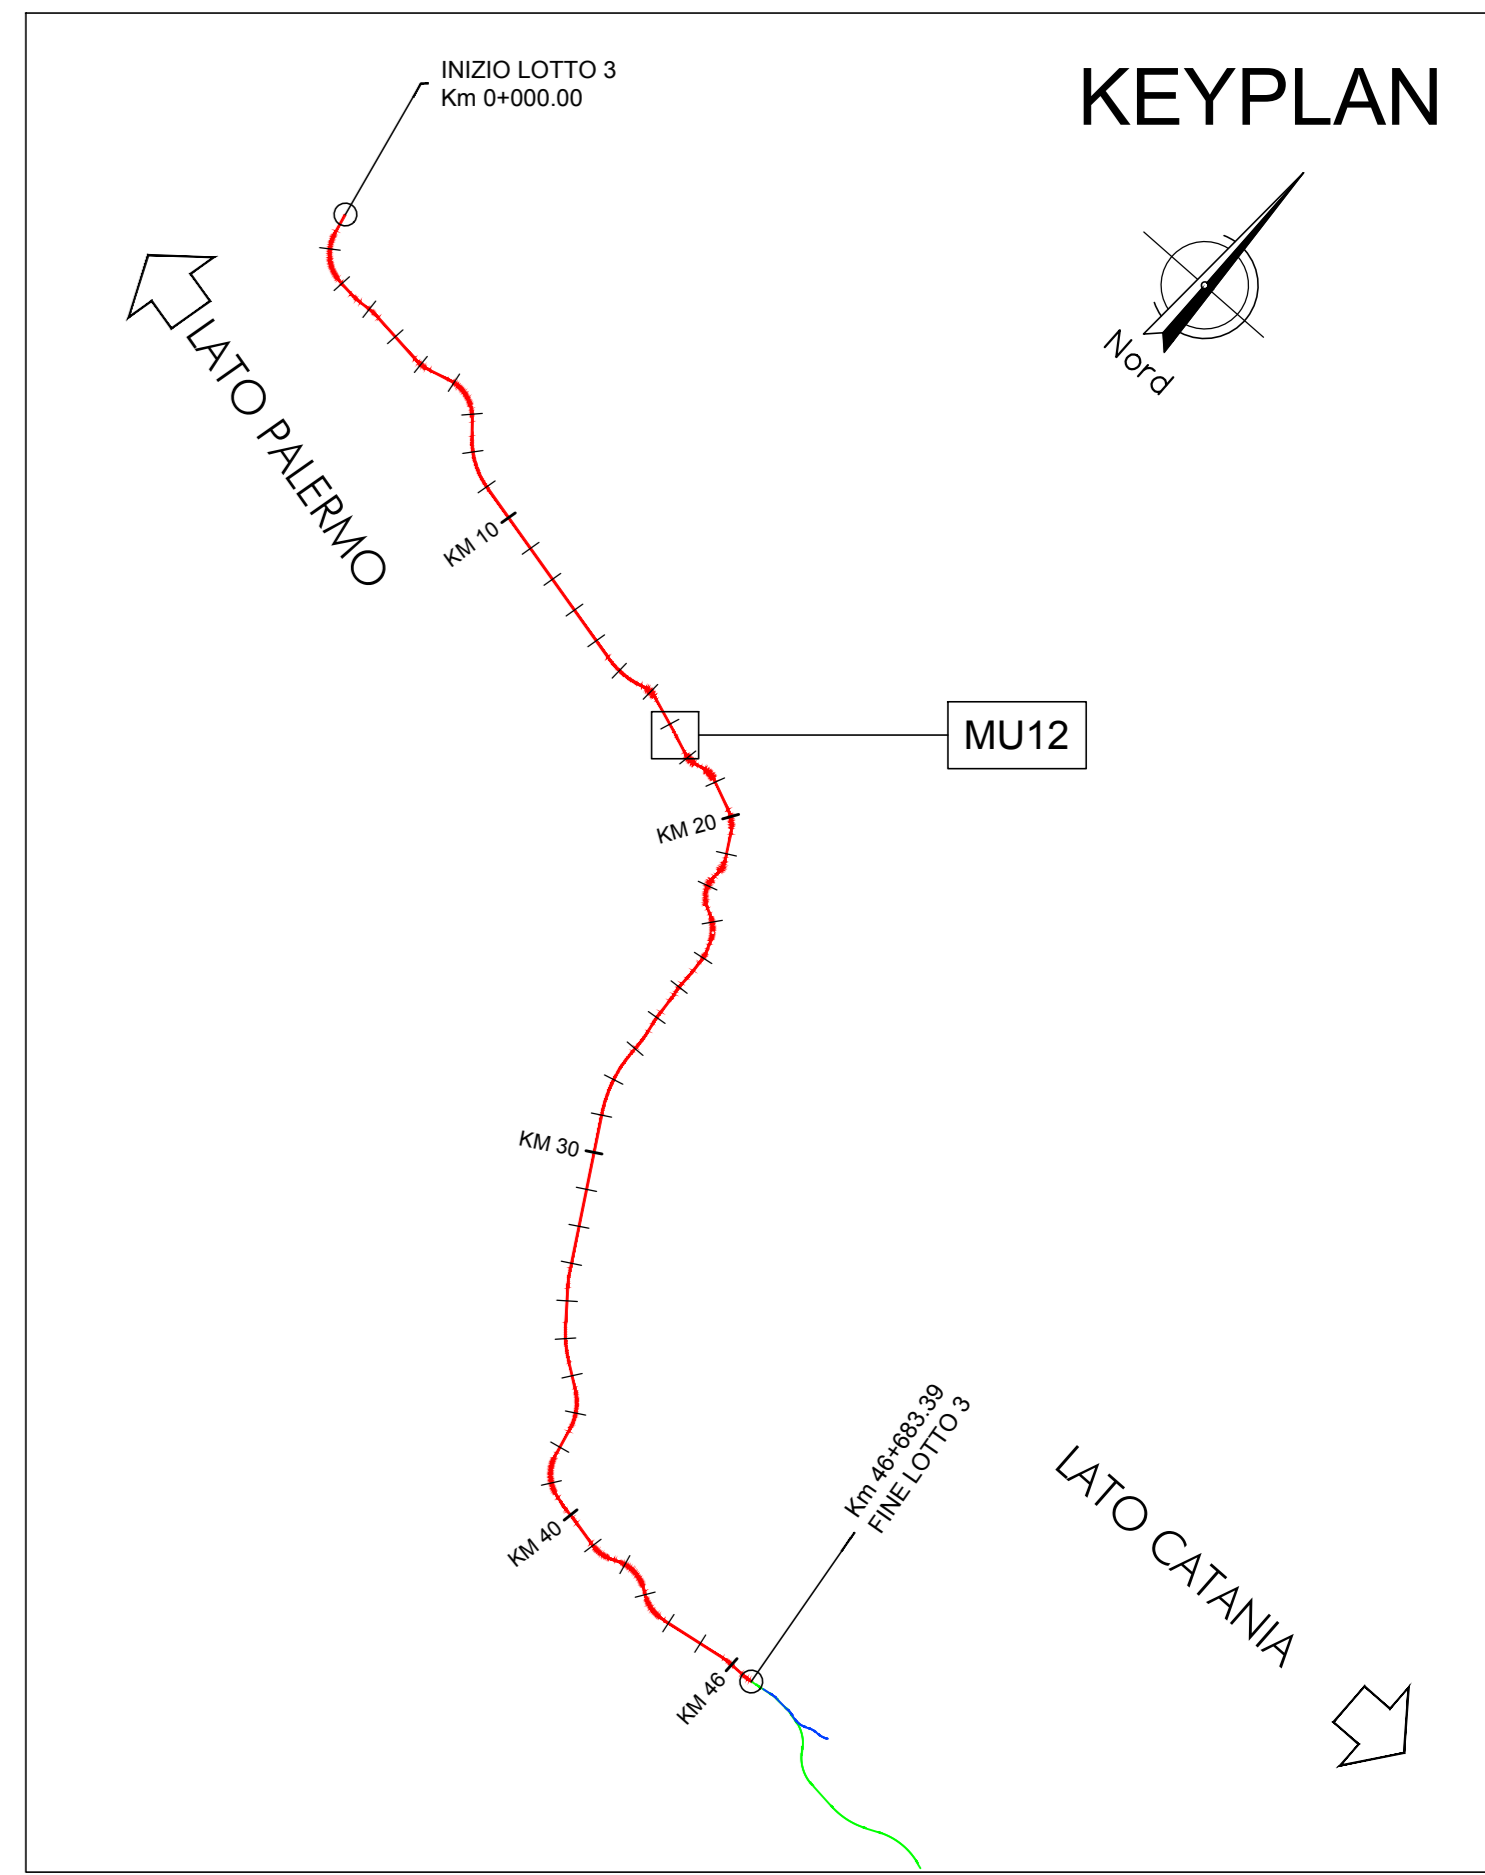 INIZIO LOTTO 3
Km 0+000.00
KEYPLAN
Nord
LATO PALERMO
KM 10
MU12
KM 20
KM 30
Km 46+683.39
FINE LOTTO 3
LATO CATANIA
KM 40
KM 46